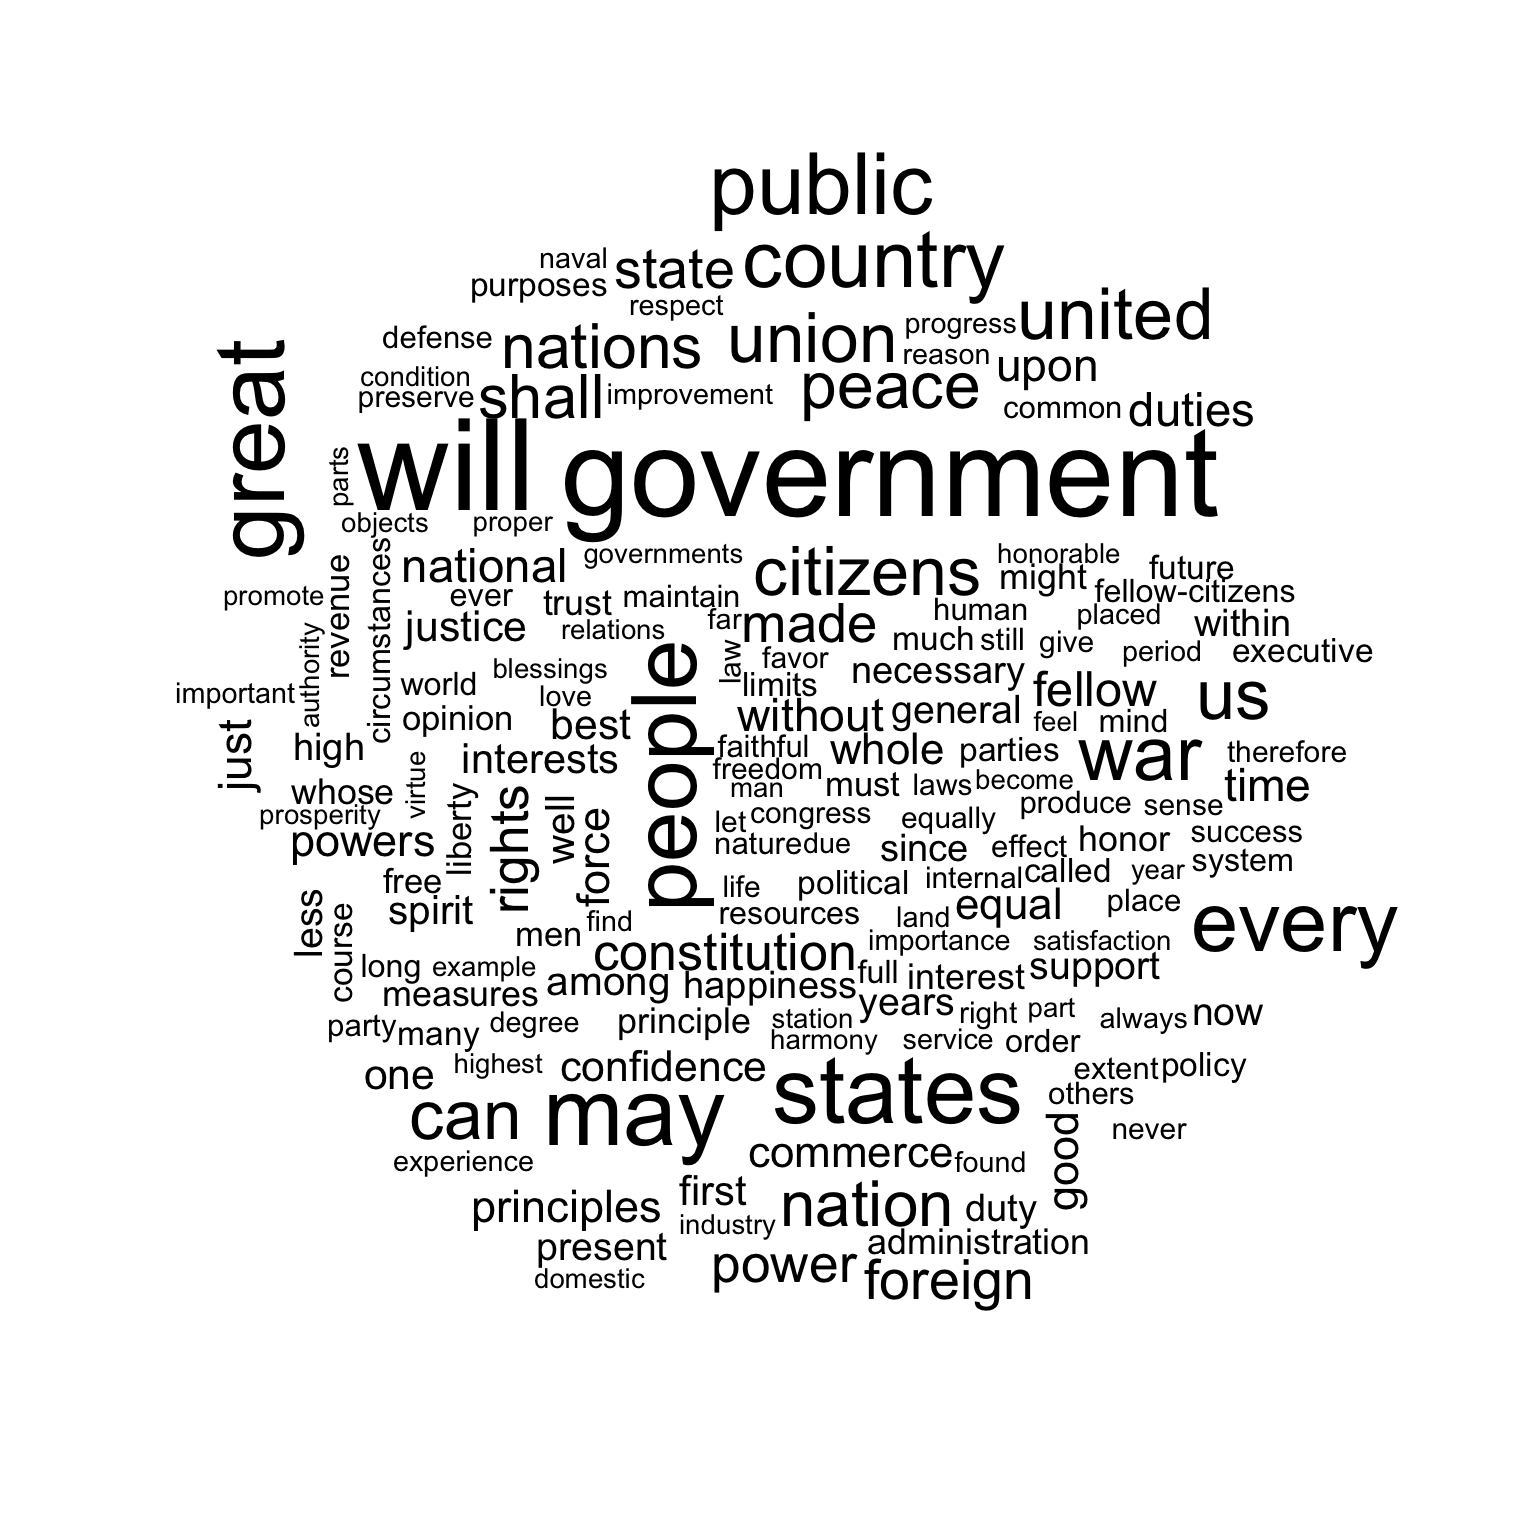 public
naval state country
purposes
respect
united
defense nations union progress
reason upon
condition
preserve shall improvement peace
common duties
great
will government
parts
objects proper
national governments citizens honorable
might future
fellow-citizens
promote revenue circumstances ever trust maintain
human placed within
justice relations far made
much still give period executive
authority
important world blessings love law favor limits necessary
people
fellow us
just opinion best without general feel mind
high interests faithful whole parties war therefore
freedom
whose virtue man must laws become time
prosperity liberty rights well force
let congress equally produce sense
powers nature due since effect honor success
system
free life political internal called year
less course spirit find resources land equal place every
men constitution importance satisfaction
long example among happiness full interest support
measures years right part always now
party many degree principle station
harmony service order
one highest confidence states extent policy
others
can may good never
experience commerce found
principles first nation duty
industry
present power administration
domestic foreign